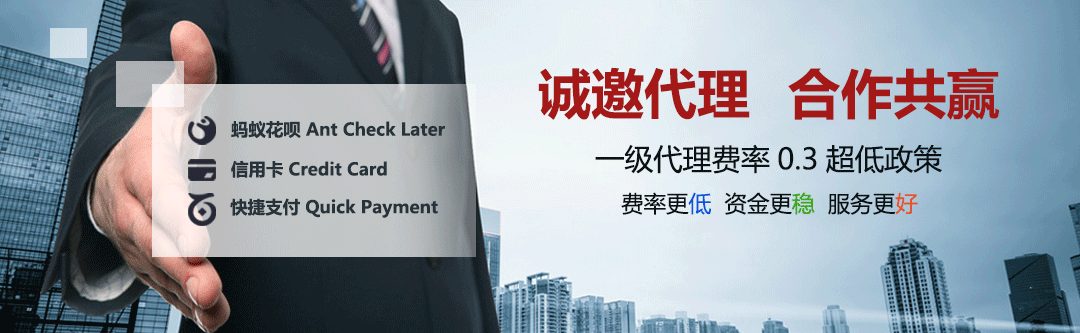 蚂蚁花呗 Ant Check Later
信用卡 Credit Card
快捷支付 Quick Payment
诚邀代理 合作共赢
一级代理费率 0.3 超低政策
费率更低 资金更稳 服务更好